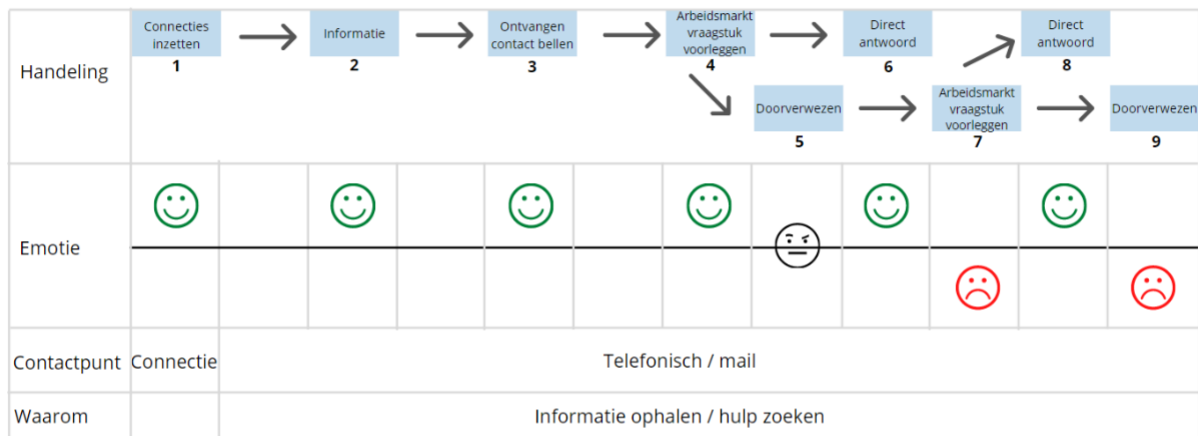 Handeling
Connecties
inzetten
1
Informatie
2
Ontvangen
contact bellen
3
Arbeidsmarkt
vraagstuk
voorleggen
4
Direct
antwoord
6
Direct
antwoord
8
Doorverwezen
5
Arbeidsmarkt
vraagstuk
voorleggen
7
Doorverwezen
9
Emotie
Contactpunt
Connectie
Telefonisch / mail
Waarom
Informatie ophalen / hulp zoeken